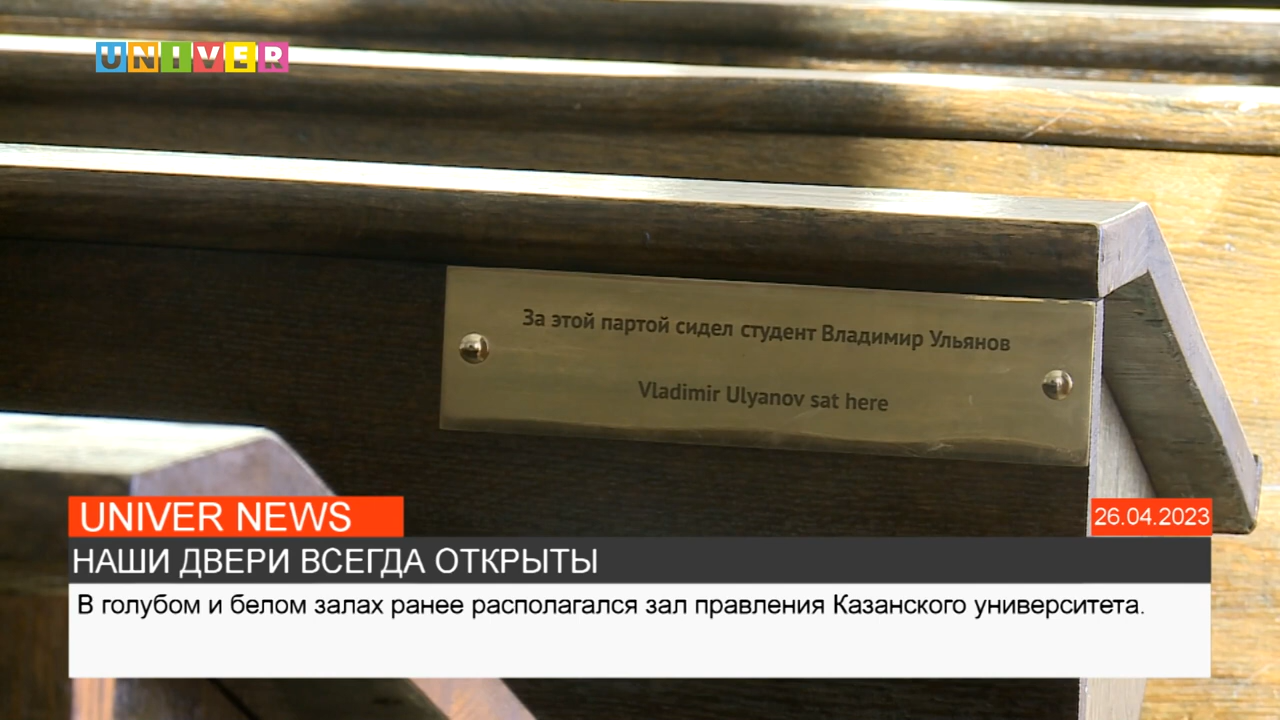 UNIVER
За этой партой сидел студент Владимир Ульянов
Vladimir Ulyanov sat here
UNIVER NEWS
26.04.2023
НАШИ ДВЕРИ ВСЕГДА ОТКРЫТЫ
В голубом и белом залах ранее располагался зал правления Казанского университета.